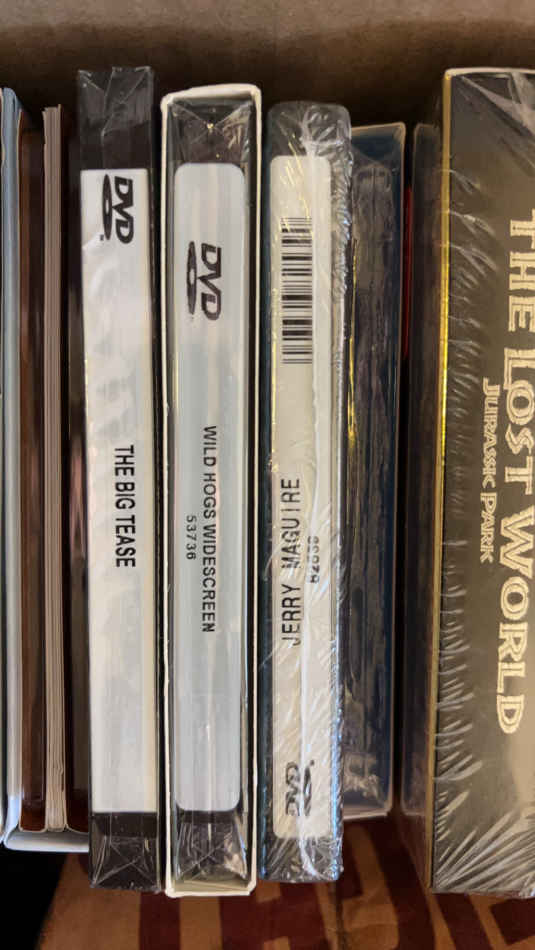 DVD
THE BIG TEASE
DVD
WILD HOGS WIDESCREEN
53736
JERRY MAGUIRE
DVD
THE LOST WORLD
JURASSIC PARK